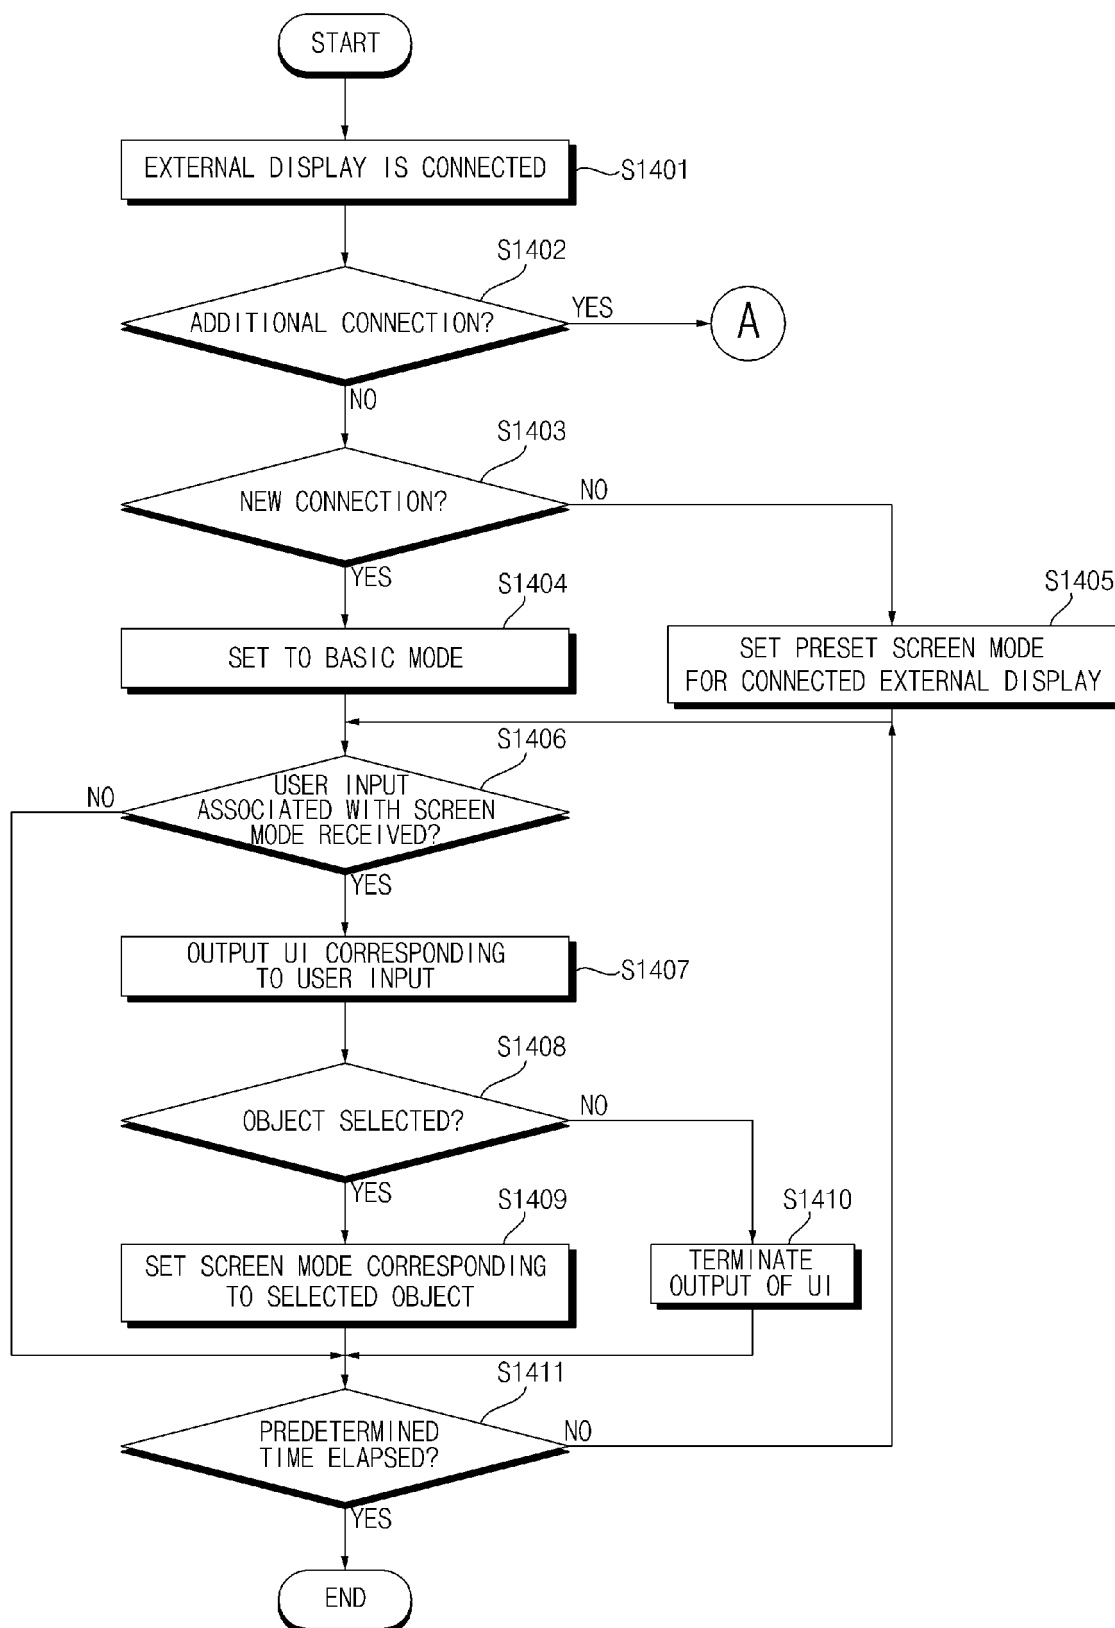 START
EXTERNAL DISPLAY IS CONNECTED
S1401
S1402
ADDITIONAL CONNECTION?
YES
A
NO
S1403
NEW CONNECTION?
NO
YES
S1404
SET TO BASIC MODE
S1405
SET PRESET SCREEN MODE
FOR CONNECTED EXTERNAL DISPLAY
S1406
USER INPUT
ASSOCIATED WITH SCREEN
MODE RECEIVED?
NO
YES
OUTPUT UI CORRESPONDING
TO USER INPUT
S1407
S1408
OBJECT SELECTED?
NO
YES
S1409
SET SCREEN MODE CORRESPONDING
TO SELECTED OBJECT
S1410
TERMINATE
OUTPUT OF UI
S1411
PREDETERMINED
TIME ELAPSED?
NO
YES
END